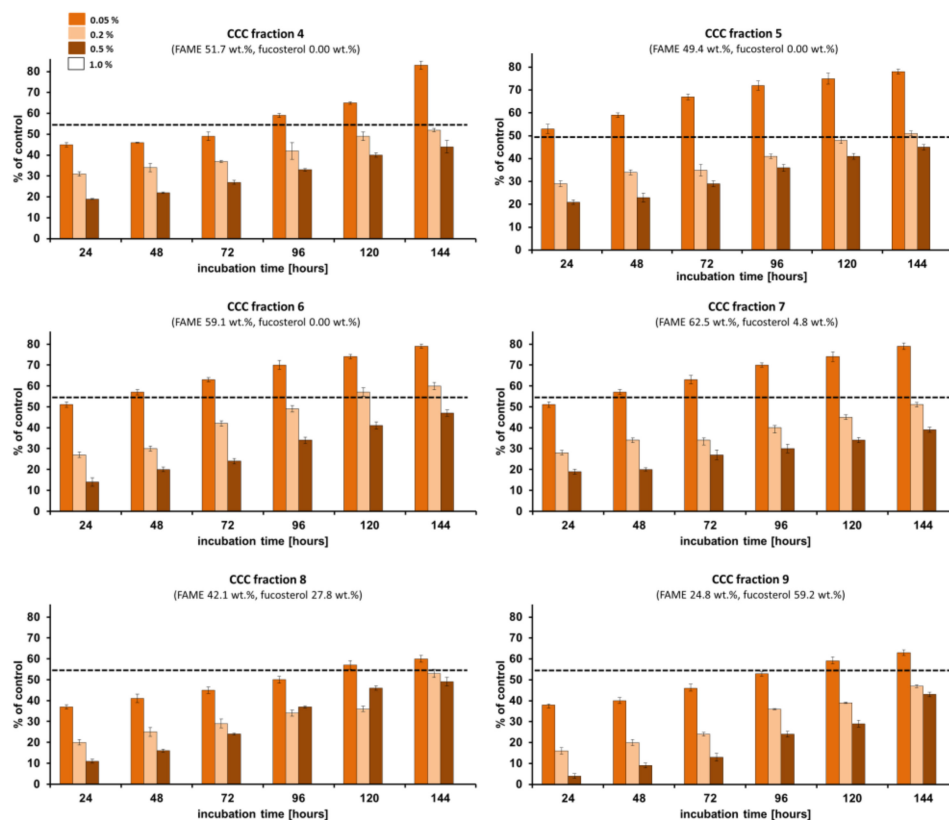 0.05 %
0.2 %
0.5 %
1.0 %
CCC fraction 4
(FAME 51.7 wt.%, fucosterol 0.00 wt.%)
% of control
80
70
60
50
40
30
20
10
0
24 48 72 96 120 144
incubation time [hours]
CCC fraction 5
(FAME 49.4 wt.%, fucosterol 0.00 wt.%)
% of control
80
70
60
50
40
30
20
10
0
24 48 72 96 120 144
incubation time [hours]
CCC fraction 6
(FAME 59.1 wt.%, fucosterol 0.00 wt.%)
% of control
80
70
60
50
40
30
20
10
0
24 48 72 96 120 144
incubation time [hours]
CCC fraction 7
(FAME 62.5 wt.%, fucosterol 4.8 wt.%)
% of control
80
70
60
50
40
30
20
10
0
24 48 72 96 120 144
incubation time [hours]
CCC fraction 8
(FAME 42.1 wt.%, fucosterol 27.8 wt.%)
% of control
80
70
60
50
40
30
20
10
0
24 48 72 96 120 144
incubation time [hours]
CCC fraction 9
(FAME 24.8 wt.%, fucosterol 59.2 wt.%)
% of control
80
70
60
50
40
30
20
10
0
24 48 72 96 120 144
incubation time [hours]